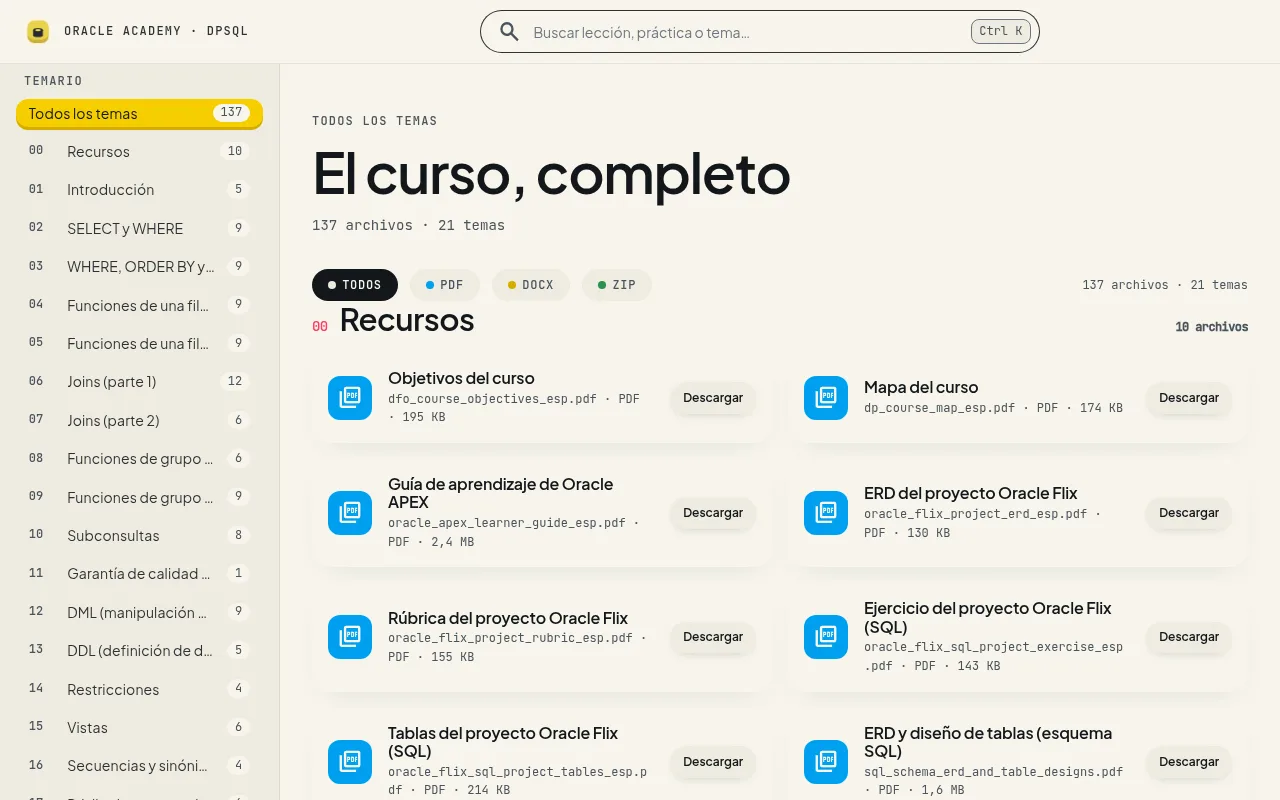 ORACLE ACADEMY · DPSQL
Buscar lección, práctica o tema…
Ctrl K
TEMARIO
Todos los temas 137
00 Recursos 10
01 Introducción 5
02 SELECT y WHERE 9
03 WHERE, ORDER BY y… 9
04 Funciones de una fil… 9
05 Funciones de una fil… 9
06 Joins (parte 1) 12
07 Joins (parte 2) 6
08 Funciones de grupo … 6
09 Funciones de grupo … 9
10 Subconsultas 8
11 Garantía de calidad … 1
12 DML (manipulación … 9
13 DDL (definición de d… 5
14 Restricciones 4
15 Vistas 6
16 Secuencias y sinóni… 4
TODOS LOS TEMAS
El curso, completo
137 archivos · 21 temas
TODOS PDF DOCX ZIP
137 archivos · 21 temas
00 Recursos
10 archivos
Objetivos del curso
dfo_course_objectives_esp.pdf · PDF
· 195 KB
Descargar
Mapa del curso
dp_course_map_esp.pdf · PDF · 174 KB
Descargar
Guía de aprendizaje de Oracle
APEX
oracle_apex_learner_guide_esp.pdf ·
PDF · 2,4 MB
Descargar
ERD del proyecto Oracle Flix
oracle_flix_project_erd_esp.pdf ·
PDF · 130 KB
Descargar
Rúbrica del proyecto Oracle Flix
oracle_flix_project_rubric_esp.pdf ·
PDF · 155 KB
Descargar
Ejercicio del proyecto Oracle Flix
(SQL)
oracle_flix_sql_project_exercise_esp
.pdf · PDF · 143 KB
Descargar
Tablas del proyecto Oracle Flix
(SQL)
oracle_flix_sql_project_tables_esp.p
df · PDF · 214 KB
Descargar
ERD y diseño de tablas (esquema
SQL)
sql_schema_erd_and_table_designs.pdf
· PDF · 1,6 MB
Descargar